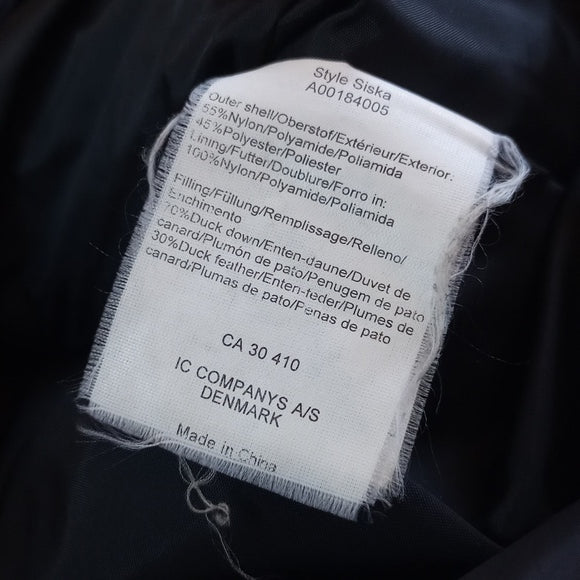 Style Siska
A00184005
Outer shell/Oberstof/Extérieur/Exterior:
55%Nylon/Polyamide/Poliamida
45%Polyester/Poliester
Lining/Futter/Doublure/Forro in:
100%Nylon/Polyamide/Poliamida
Filling/Füllung/Remplissage/Relleno/
Enchimento
70%Duck down/Enten-daune/Duvet de
canard/Plumón de pato/Penugem de pato
30%Duck feather/Enten-feder/Plumes de
canard/Plumas de pato/Penas de pato
CA 30 410
IC COMPANYS A/S
DENMARK
Made in China